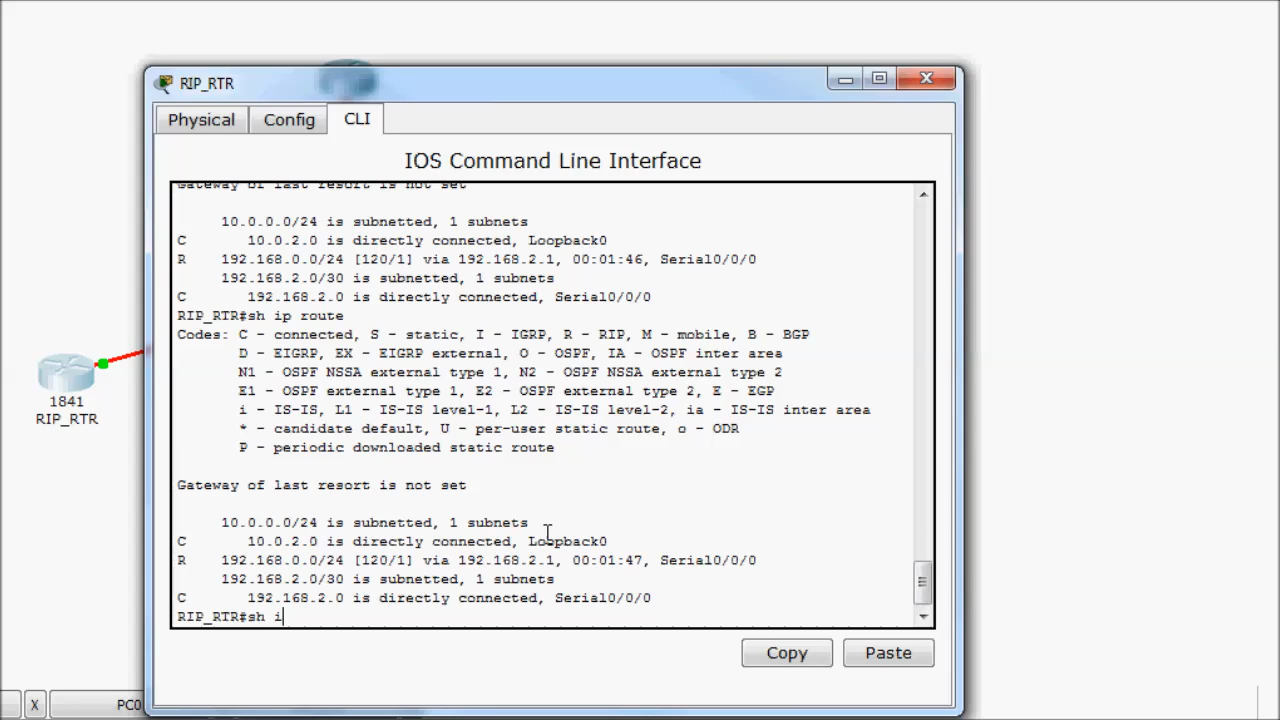 RIP_RTR
Physical
Config
CLI
IOS Command Line Interface
Gateway of last resort is not set
10.0.0.0/24 is subnetted, 1 subnets
C 10.0.2.0 is directly connected, Loopback0
R 192.168.0.0/24 [120/1] via 192.168.2.1, 00:01:46, Serial0/0/0
192.168.2.0/30 is subnetted, 1 subnets
C 192.168.2.0 is directly connected, Serial0/0/0
RIP_RTR#sh ip route
Codes: C - connected, S - static, I - IGRP, R - RIP, M - mobile, B - BGP
D - EIGRP, EX - EIGRP external, O - OSPF, IA - OSPF inter area
N1 - OSPF NSSA external type 1, N2 - OSPF NSSA external type 2
E1 - OSPF external type 1, E2 - OSPF external type 2, E - EGP
i - IS-IS, L1 - IS-IS level-1, L2 - IS-IS level-2, ia - IS-IS inter area
* - candidate default, U - per-user static route, o - ODR
P - periodic downloaded static route
Gateway of last resort is not set
10.0.0.0/24 is subnetted, 1 subnets
C 10.0.2.0 is directly connected, Loopback0
R 192.168.0.0/24 [120/1] via 192.168.2.1, 00:01:47, Serial0/0/0
192.168.2.0/30 is subnetted, 1 subnets
C 192.168.2.0 is directly connected, Serial0/0/0
RIP_RTR#sh i
Copy
Paste
1841
RIP_RTR
X
PC0